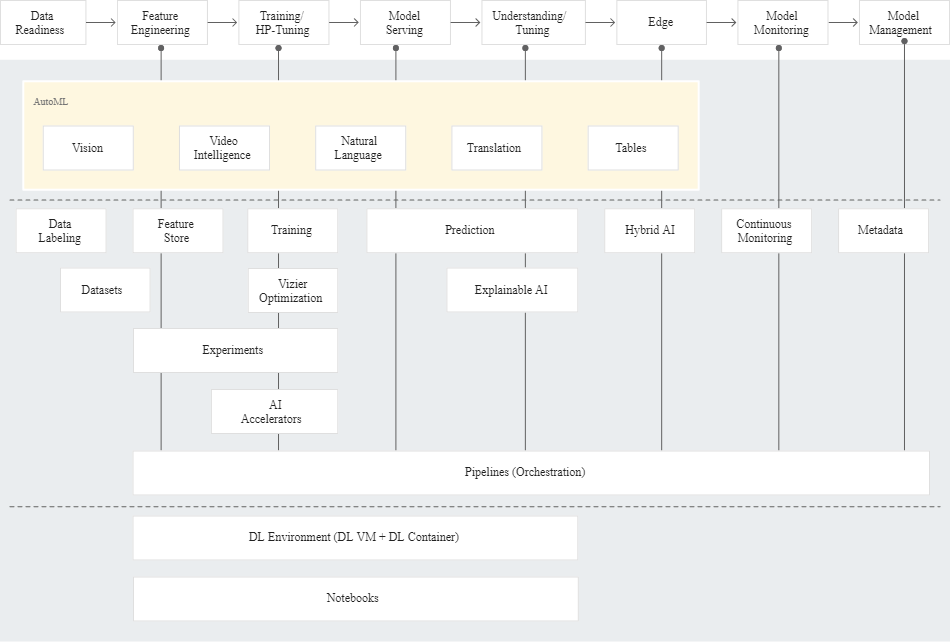 Data
Readiness
Feature
Engineering
Training/
HP-Tuning
Model
Serving
Understanding/
Tuning
Edge
Model
Monitoring
Model
Management
AutoML
Vision
Video
Intelligence
Natural
Language
Translation
Tables
Data
Labeling
Feature
Store
Training
Prediction
Hybrid AI
Continuous
Monitoring
Metadata
Datasets
Vizier
Optimization
Explainable AI
Experiments
AI
Accelerators
Pipelines (Orchestration)
DL Environment (DL VM + DL Container)
Notebooks